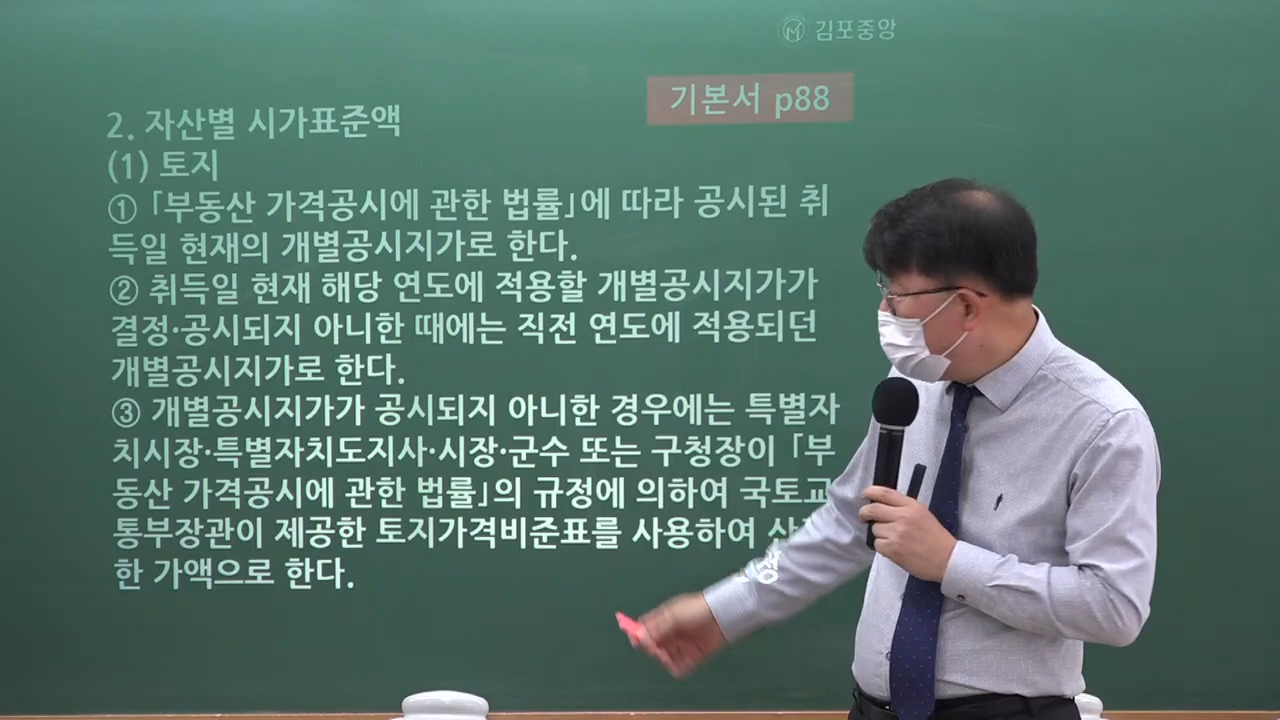 김포중앙
기본서 p88
2. 자산별 시가표준액
(1) 토지
① 「부동산 가격공시에 관한 법률」에 따라 공시된 취
득일 현재의 개별공시지가로 한다.
② 취득일 현재 해당 연도에 적용할 개별공시지가가
결정·공시되지 아니한 때에는 직전 연도에 적용되던
개별공시지가로 한다.
③ 개별공시지가가 공시되지 아니한 경우에는 특별자
치시장·특별자치도지사·시장·군수 또는 구청장이 「부
동산 가격공시에 관한 법률」의 규정에 의하여 국토교
통부장관이 제공한 토지가격비준표를 사용하여 산정
한 가액으로 한다.